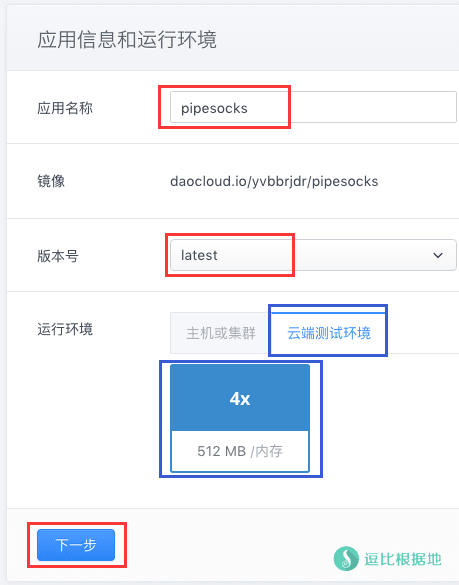 应用信息和运行环境
应用名称 pipesocks
镜像 daocloud.io/yvbbrjdr/pipesocks
版本号 latest
运行环境 主机或集群 云端测试环境
4x
512 MB /内存
下一步
逗比根据地